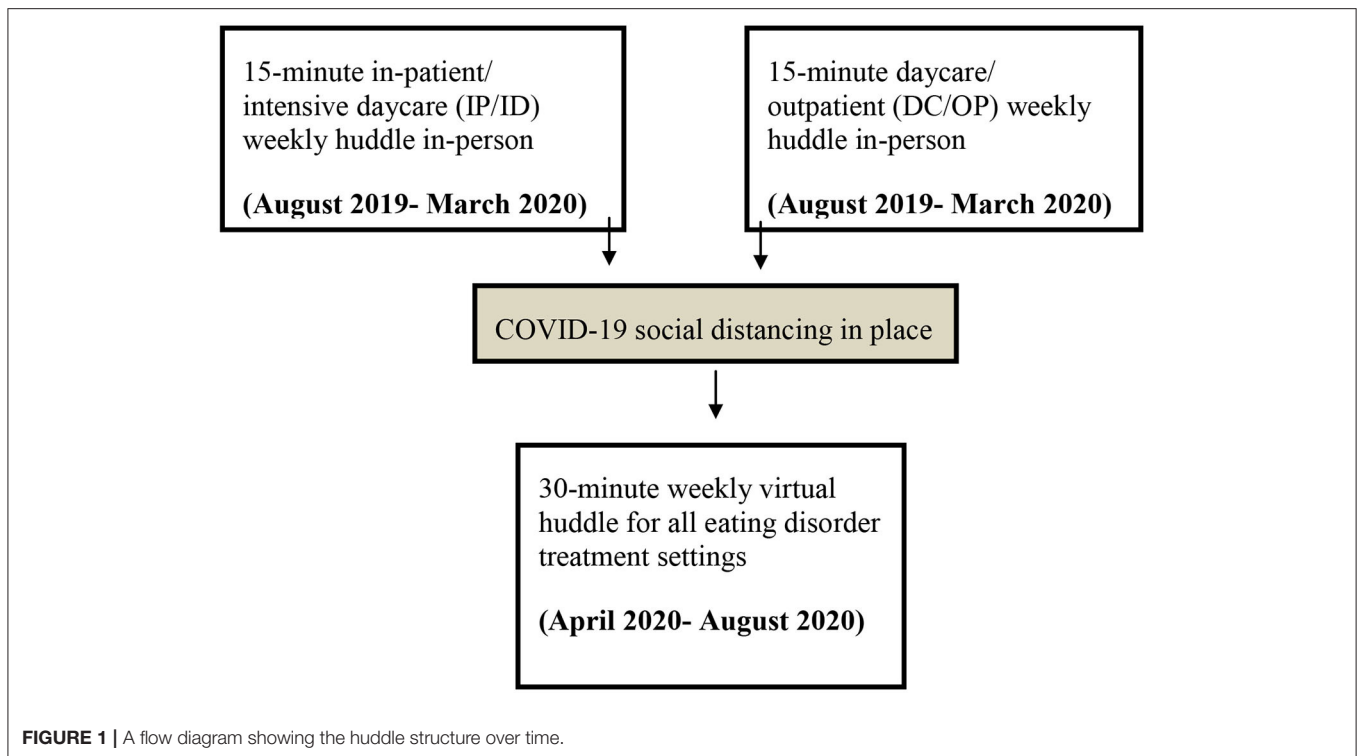 15-minute in-patient/
intensive daycare (IP/ID)
weekly huddle in-person
(August 2019- March 2020)
15-minute daycare/
outpatient (DC/OP) weekly
huddle in-person
(August 2019- March 2020)
COVID-19 social distancing in place
30-minute weekly virtual
huddle for all eating disorder
treatment settings
(April 2020- August 2020)
FIGURE 1 | A flow diagram showing the huddle structure over time.